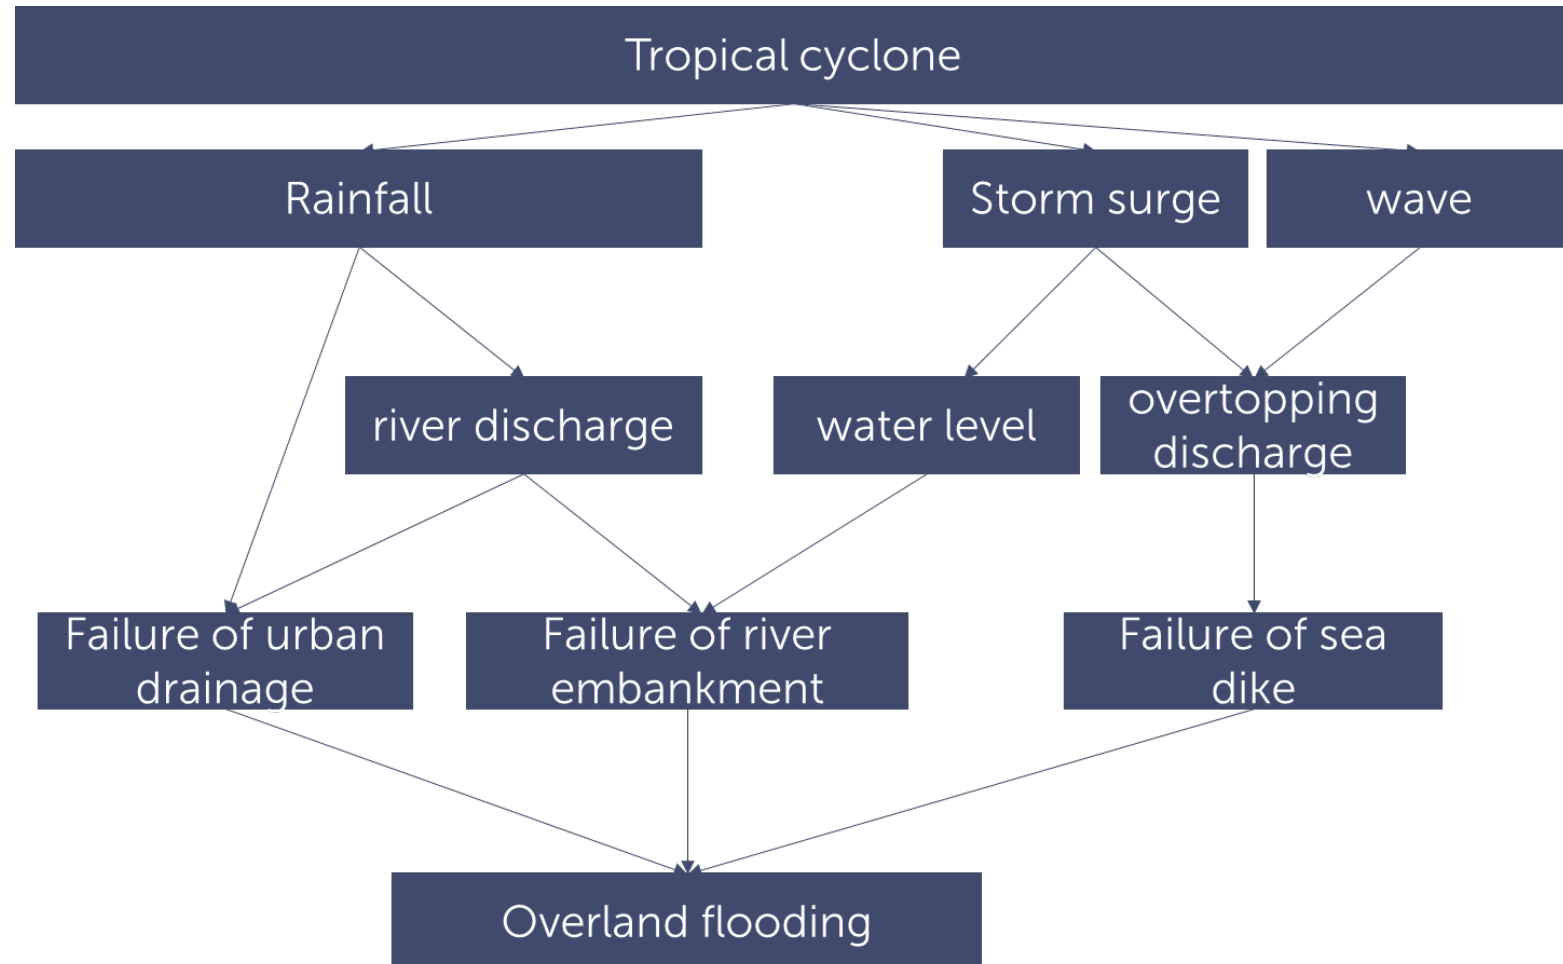 Tropical cyclone
Rainfall
Storm surge
wave
river discharge
water level
overtopping
discharge
Failure of urban
drainage
Failure of river
embankment
Failure of sea
dike
Overland flooding